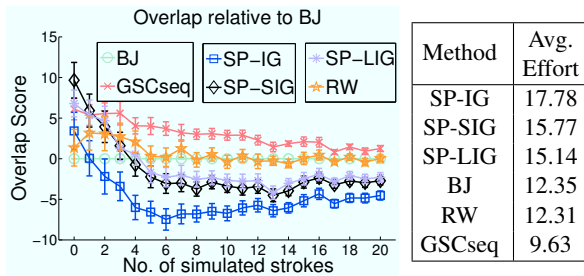 Overlap relative to BJ
15
10
5
0
−5
−10
Overlap Score
BJ
GSCseq
SP−IG
SP−SIG
SP−LIG
RW
0 2 4 6 8 10 12 14 16 18 20
No. of simulated strokes
Method Avg. Effort
SP-IG 17.78
SP-SIG 15.77
SP-LIG 15.14
BJ 12.35
RW 12.31
GSCseq 9.63